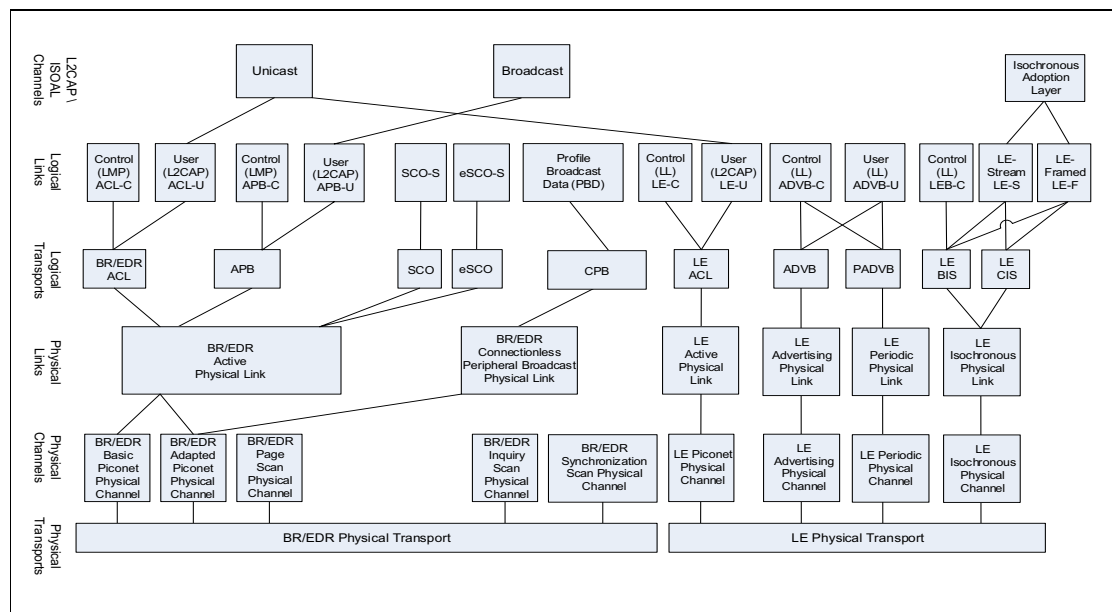 L2CAP \
ISOAL
Channels
Unicast
Broadcast
Isochronous
Adoption
Layer
Logical
Links
Control
(LMP)
ACL-C
User
(L2CAP)
ACL-U
Control
(LMP)
APB-C
User
(L2CAP)
APB-U
SCO-S
eSCO-S
Profile
Broadcast
Data (PBD)
Control
(LL)
LE-C
User
(L2CAP)
LE-U
Control
(LL)
ADVB-C
User
(LL)
ADVB-U
Control
(LL)
LEB-C
LE-
Stream
LE-S
LE-
Framed
LE-F
Logical
Transports
BR/EDR
ACL
APB
SCO
eSCO
CPB
LE
ACL
ADVB
PADVB
LE
BIS
LE
CIS
Physical
Links
BR/EDR
Active
Physical Link
BR/EDR
Connectionless
Peripheral Broadcast
Physical Link
LE
Active
Physical
Link
LE
Advertising
Physical
Link
LE
Periodic
Physical
Link
LE
Isochronous
Physical
Link
Physical
Channels
BR/EDR
Basic
Piconet
Physical
Channel
BR/EDR
Adapted
Piconet
Physical
Channel
BR/EDR
Page
Scan
Physical
Channel
BR/EDR
Inquiry
Scan
Physical
Channel
BR/EDR
Synchronization
Scan Physical
Channel
LE Piconet
Physical
Channel
LE
Advertising
Physical
Channel
LE Periodic
Physical
Channel
LE
Isochronous
Physical
Channel
Physical
Transports
BR/EDR Physical Transport
LE Physical Transport